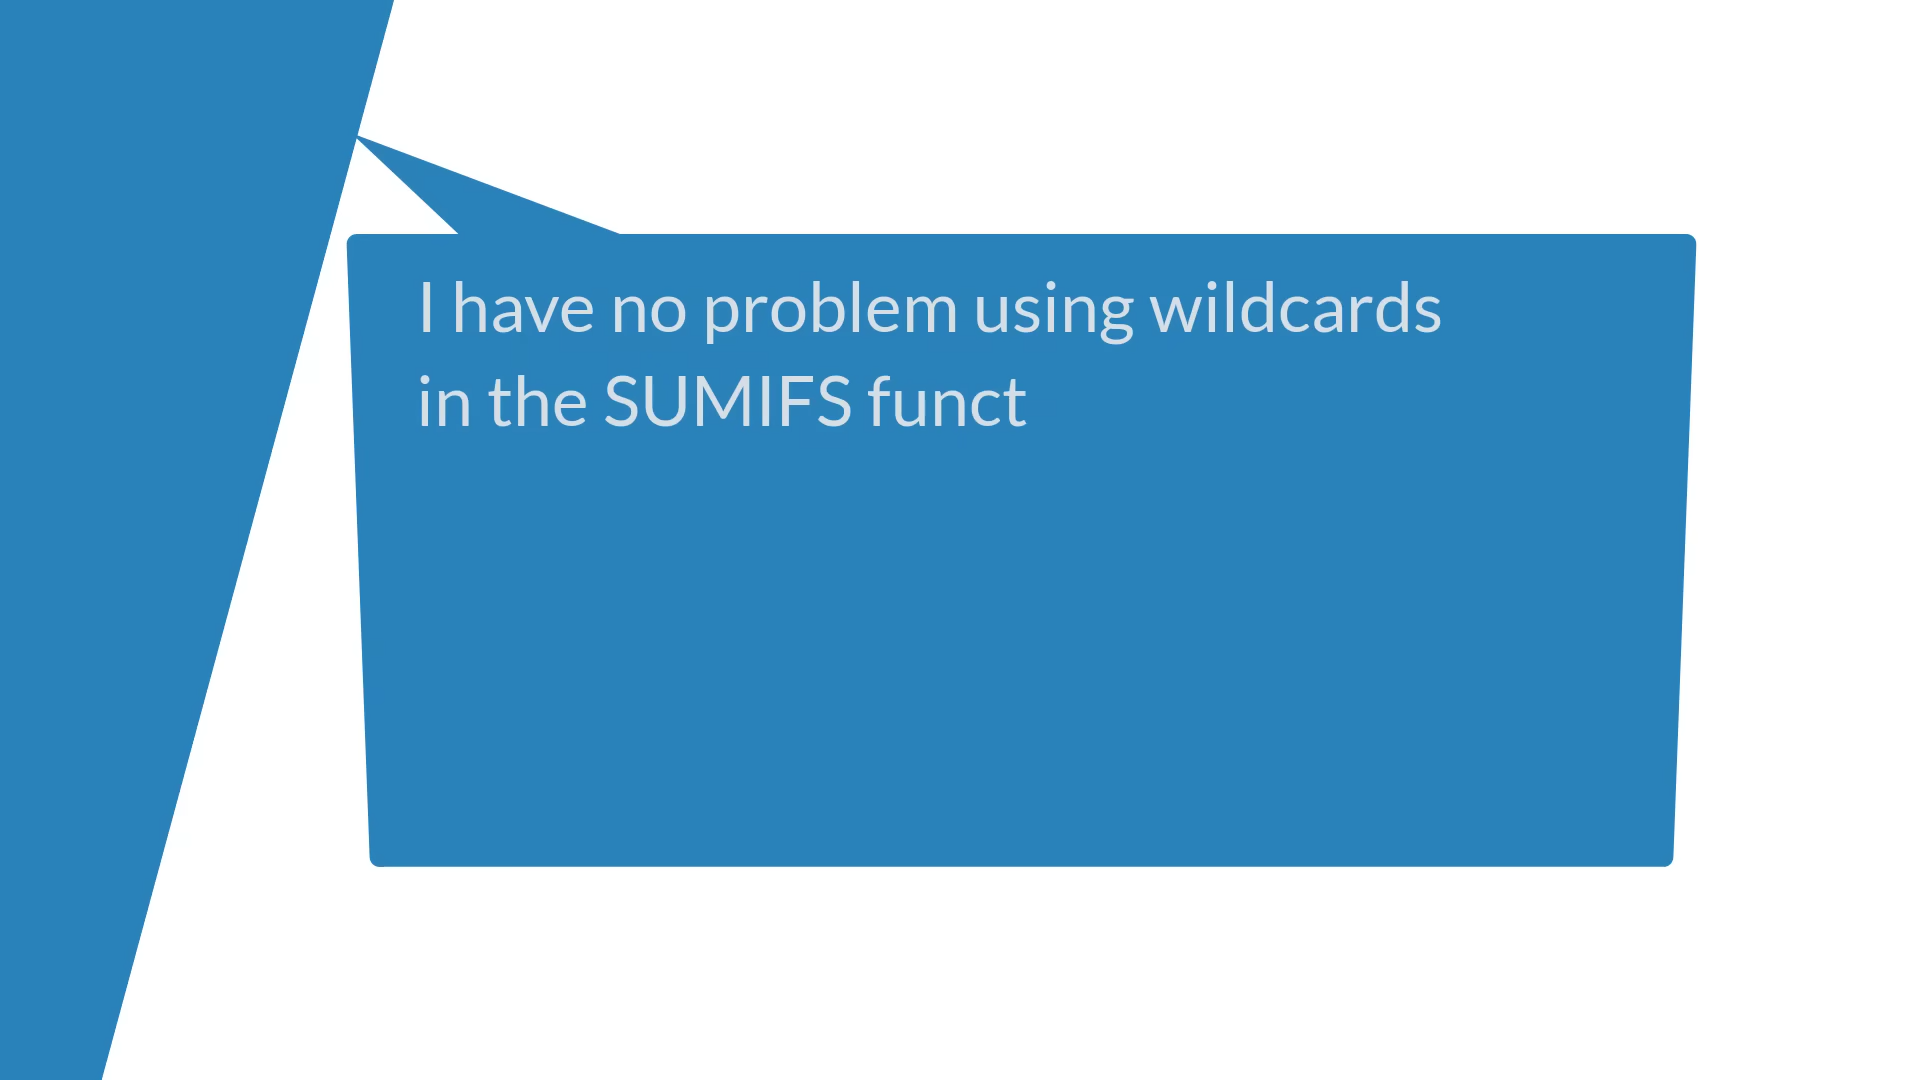 I have no problem using wildcards
in the SUMIFS funct